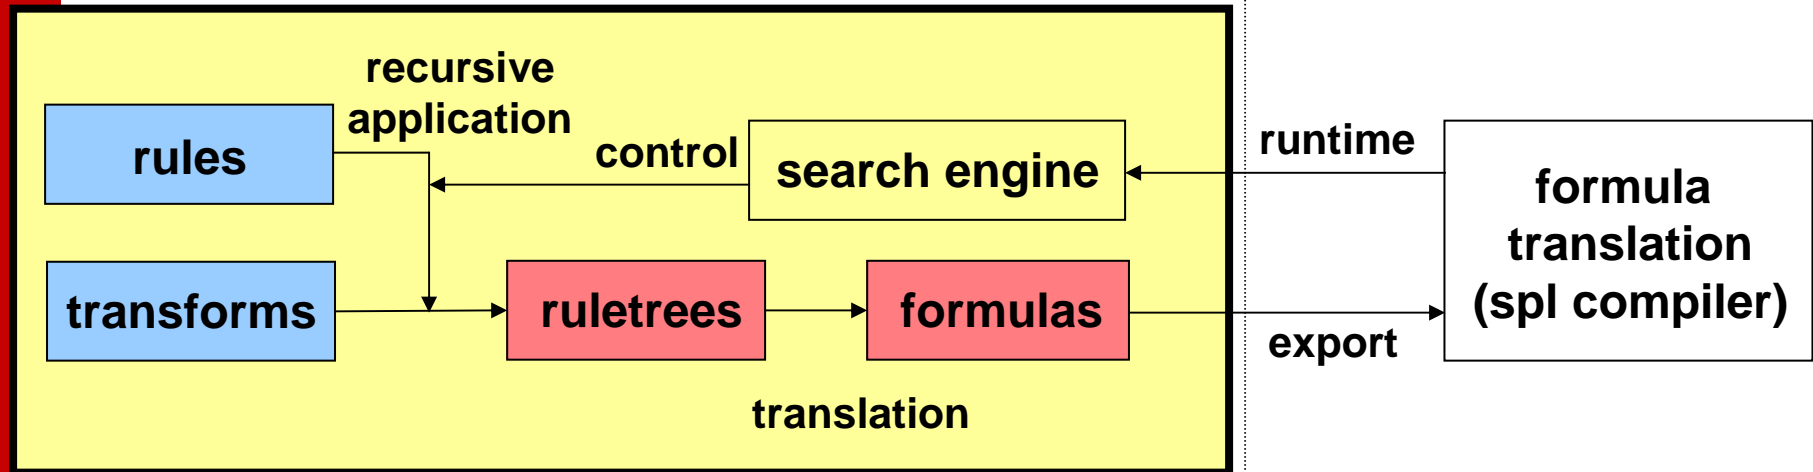 recursive
application
rules
control
search engine
runtime
formula
translation
(spl compiler)
transforms
ruletrees
formulas
export
translation